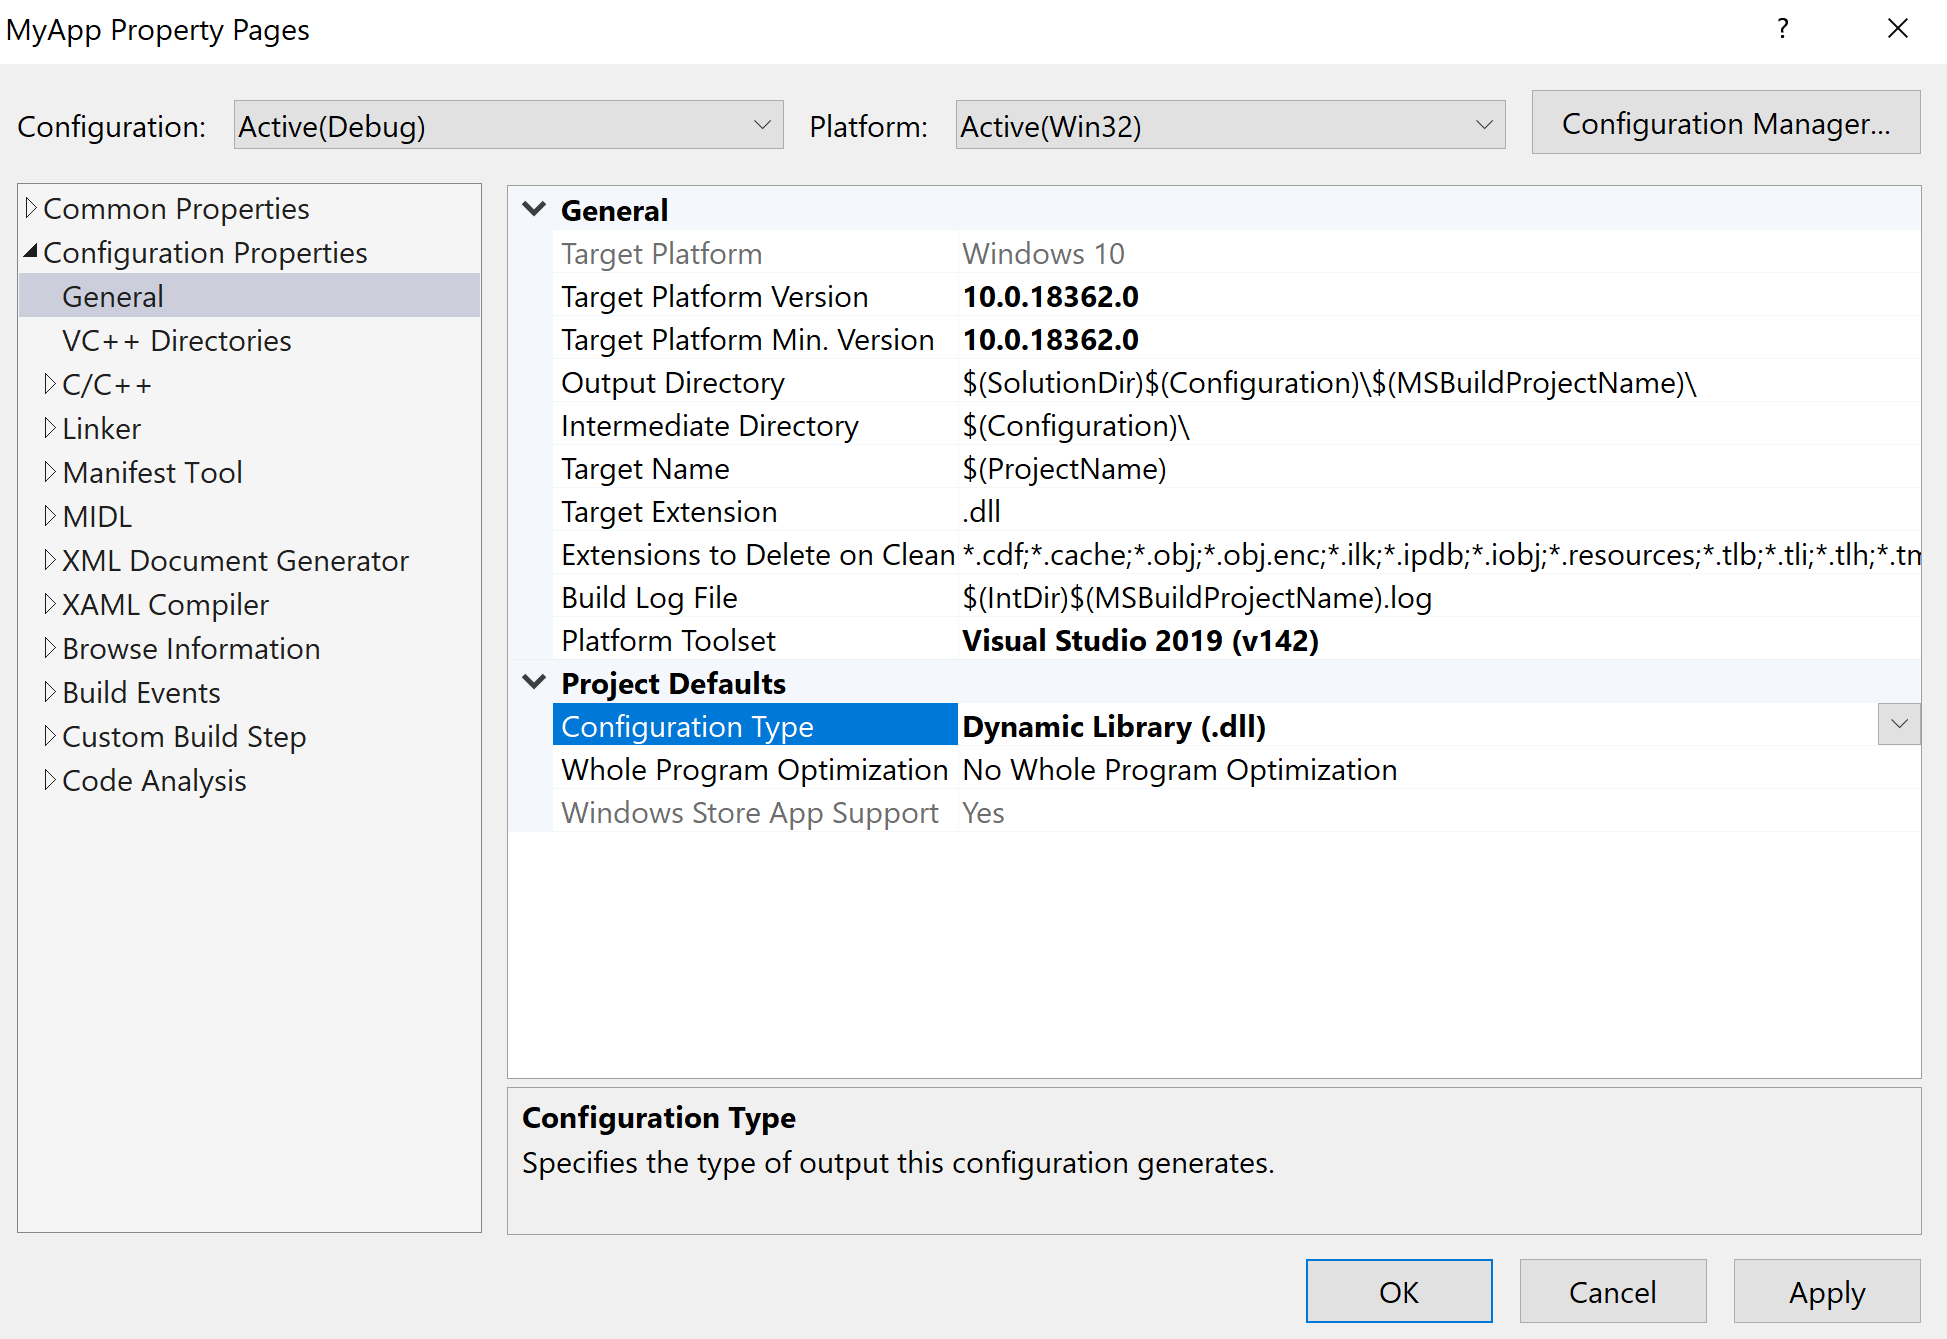 MyApp Property Pages ?
Configuration: Active(Debug) Platform: Active(Win32) Configuration Manager...
Common Properties
Configuration Properties
General
VC++ Directories
C/C++
Linker
Manifest Tool
MIDL
XML Document Generator
XAML Compiler
Browse Information
Build Events
Custom Build Step
Code Analysis
General
Target Platform Windows 10
Target Platform Version 10.0.18362.0
Target Platform Min. Version 10.0.18362.0
Output Directory $(SolutionDir)$(Configuration)\$(MSBuildProjectName)\
Intermediate Directory $(Configuration)\
Target Name $(ProjectName)
Target Extension .dll
Extensions to Delete on Clean *.cdf;*.cache;*.obj;*.obj.enc;*.ilk;*.ipdb;*.iobj;*.resources;*.tlb;*.tli;*.tlh;*.tm
Build Log File $(IntDir)$(MSBuildProjectName).log
Platform Toolset Visual Studio 2019 (v142)
Project Defaults
Configuration Type Dynamic Library (.dll)
Whole Program Optimization No Whole Program Optimization
Windows Store App Support Yes
Configuration Type
Specifies the type of output this configuration generates.
OK Cancel Apply